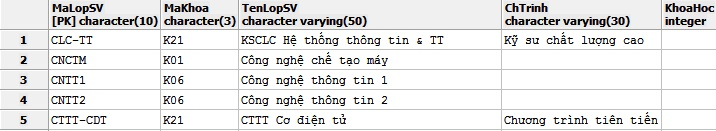 MaLopSV MaKhoa TenLopSV ChTrinh KhoaHoc
[PK] character(10) character(3) character varying(50) character varying(30) integer
1 CLC-TT K21 KSCLC Hệ thống thông tin & TT Kỹ sư chất lượng cao
2 CNCTM K01 Công nghệ chế tạo máy
3 CNTT1 K06 Công nghệ thông tin 1
4 CNTT2 K06 Công nghệ thông tin 2
5 CTTT-CDT K21 CTTT Cơ điện tử Chương trình tiên tiến